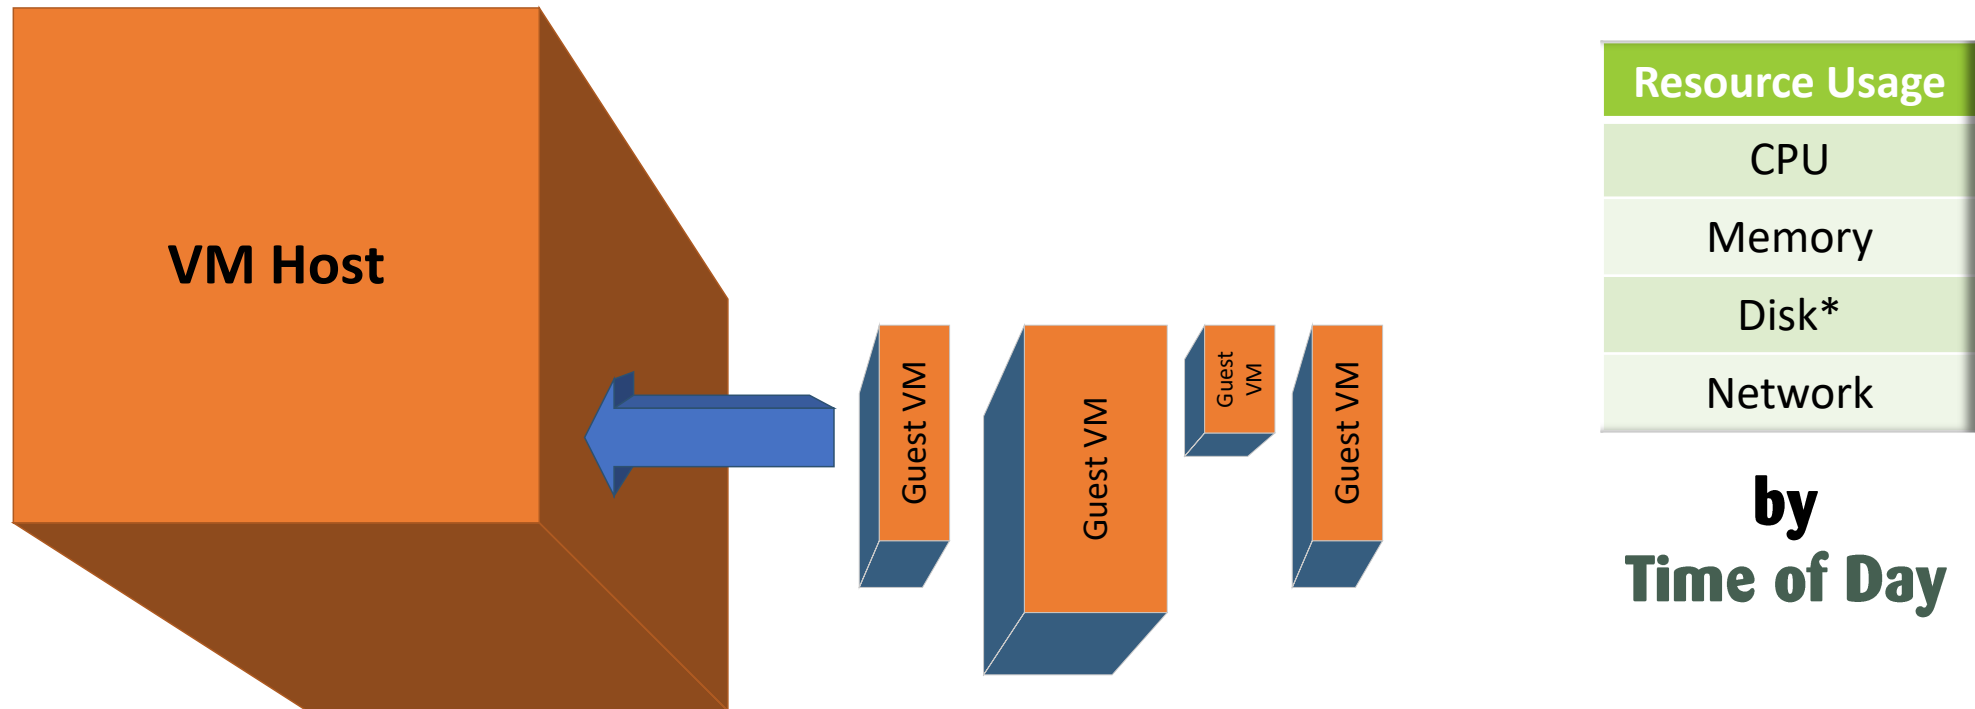 VM Host
Guest VM
Guest VM
Guest
VM
Guest VM
Resource Usage
CPU
Memory
Disk*
Network
by
Time of Day